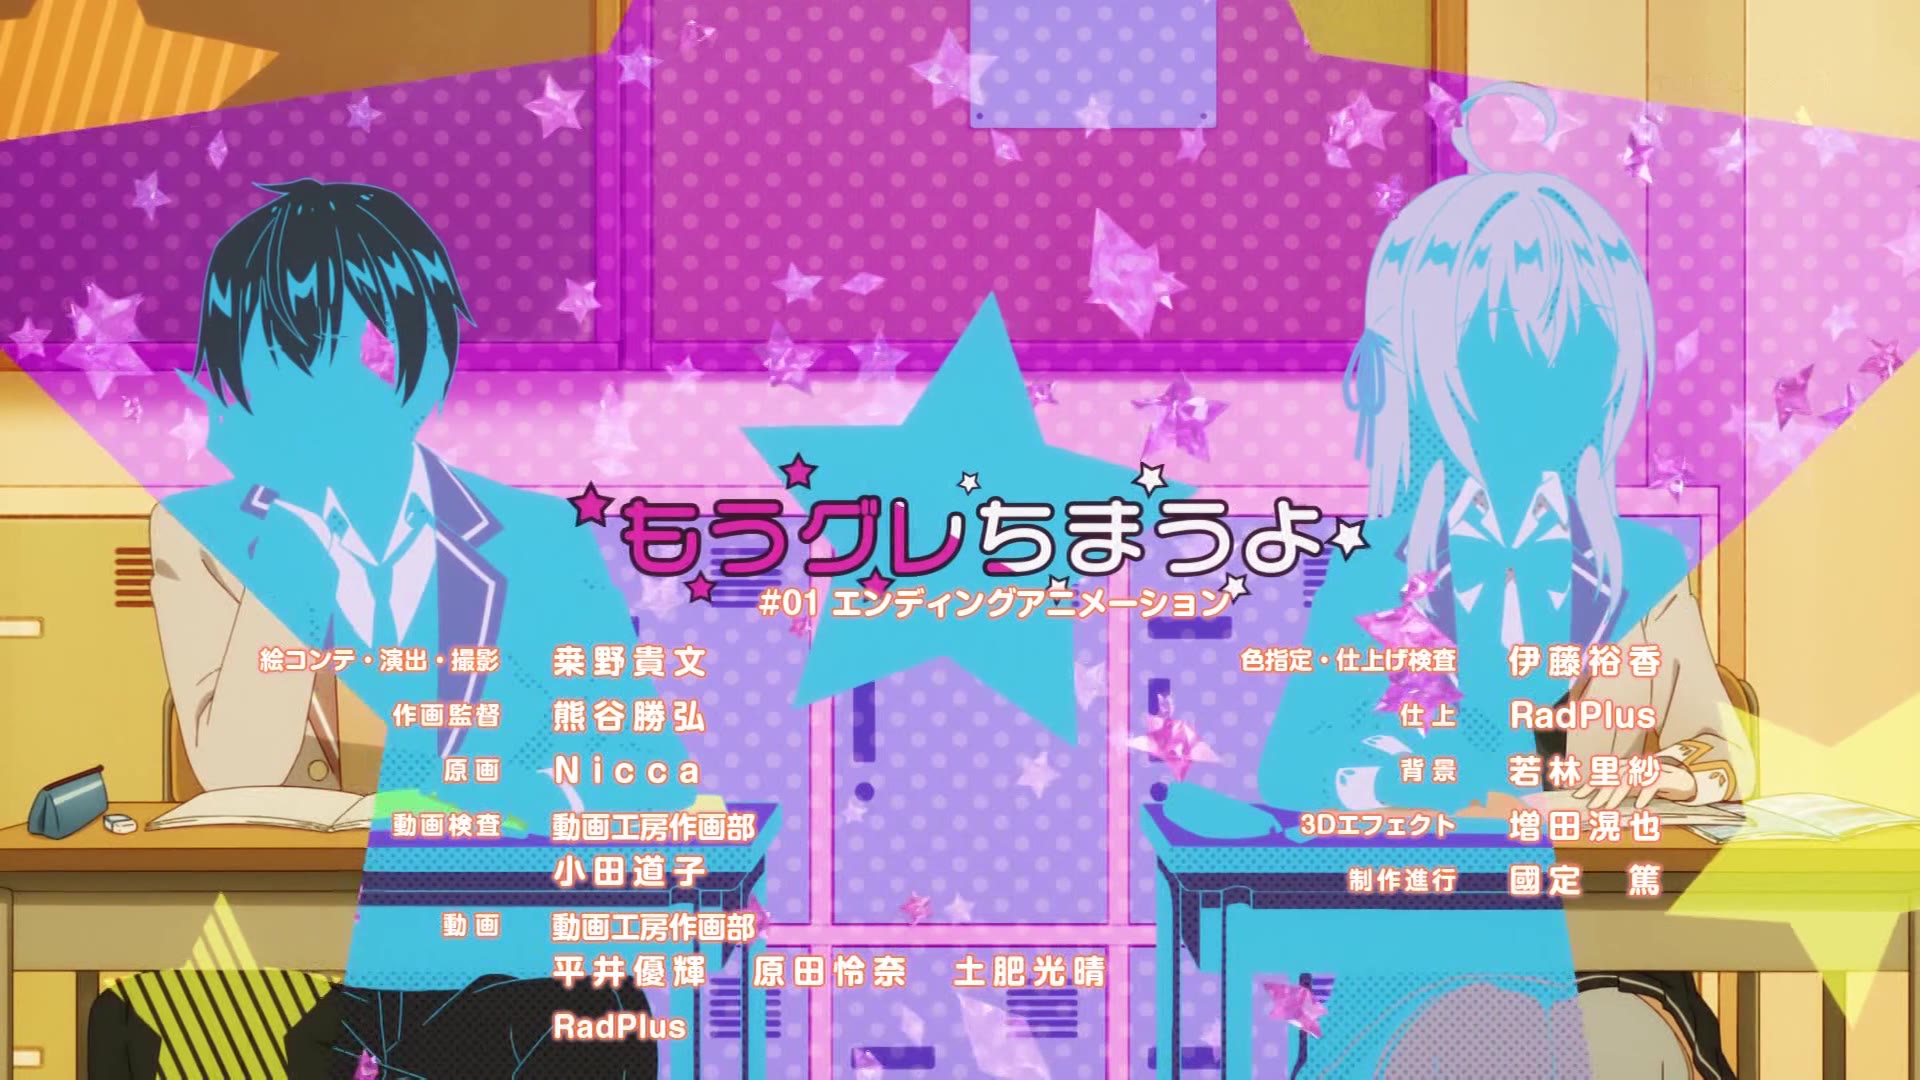 もうグレちまうよ
#01 エンディングアニメーション
絵コンテ・演出・撮影 桒野貴文
作画監督 熊谷勝弘
原画 Nicca
動画検査 動画工房作画部
小田道子
動画 動画工房作画部
平井優輝 原田怜奈 土肥光晴
RadPlus
色指定・仕上げ検査 伊藤裕香
仕上 RadPlus
背景 若林里紗
3Dエフェクト 増田滉也
制作進行 國定 篤